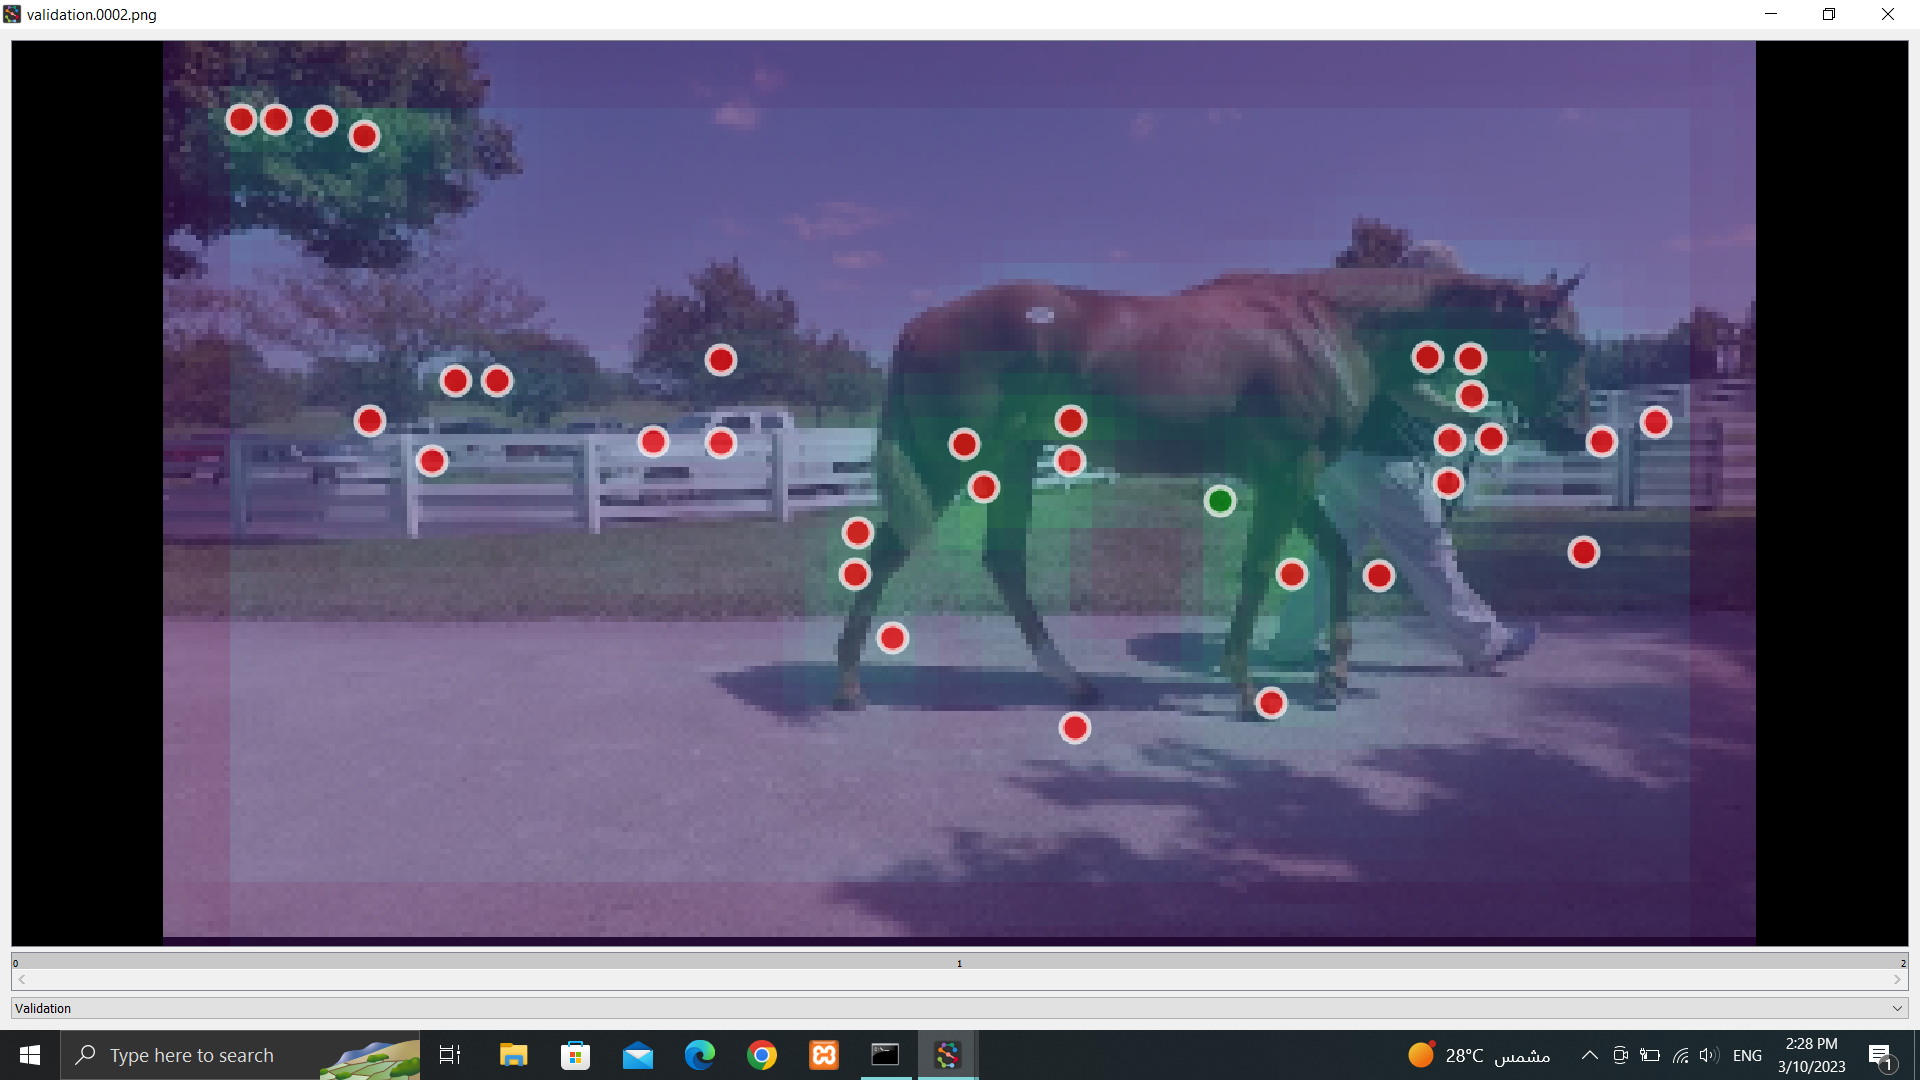 validation.0002.png
0 1 2
Validation
Type here to search
28°C مشمس
ENG
2:28 PM
3/10/2023
1